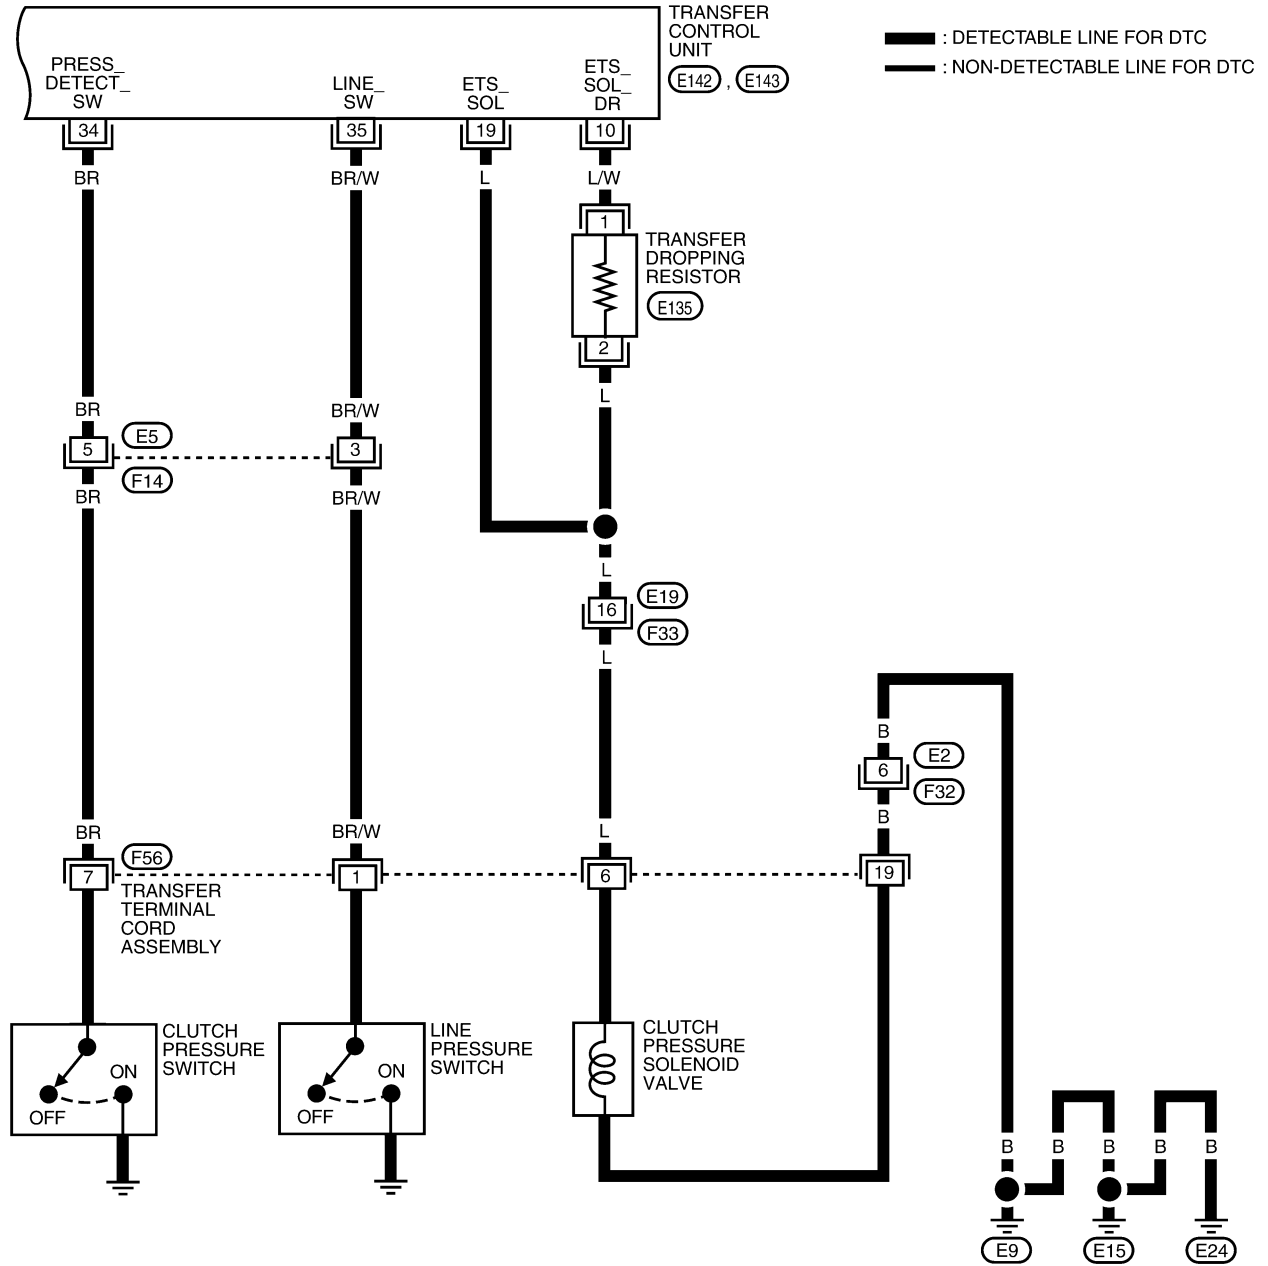 TRANSFER
CONTROL
UNIT
E142 , E143
: DETECTABLE LINE FOR DTC
: NON-DETECTABLE LINE FOR DTC
PRESS_
DETECT_
SW
LINE_
SW
ETS_
SOL
ETS_
SOL_
DR
34
35
19
10
BR
BR/W
L
L/W
1
TRANSFER
DROPPING
RESISTOR
E135
2
L
BR
BR/W
5
E5
F14
3
BR
BR/W
L
16
E19
F33
L
B
6
E2
F32
B
BR
BR/W
L
7
F56
TRANSFER
TERMINAL
CORD
ASSEMBLY
1
6
19
CLUTCH
PRESSURE
SWITCH
ON
OFF
LINE
PRESSURE
SWITCH
ON
OFF
CLUTCH
PRESSURE
SOLENOID
VALVE
B
B
B
B
B
E9
E15
E24